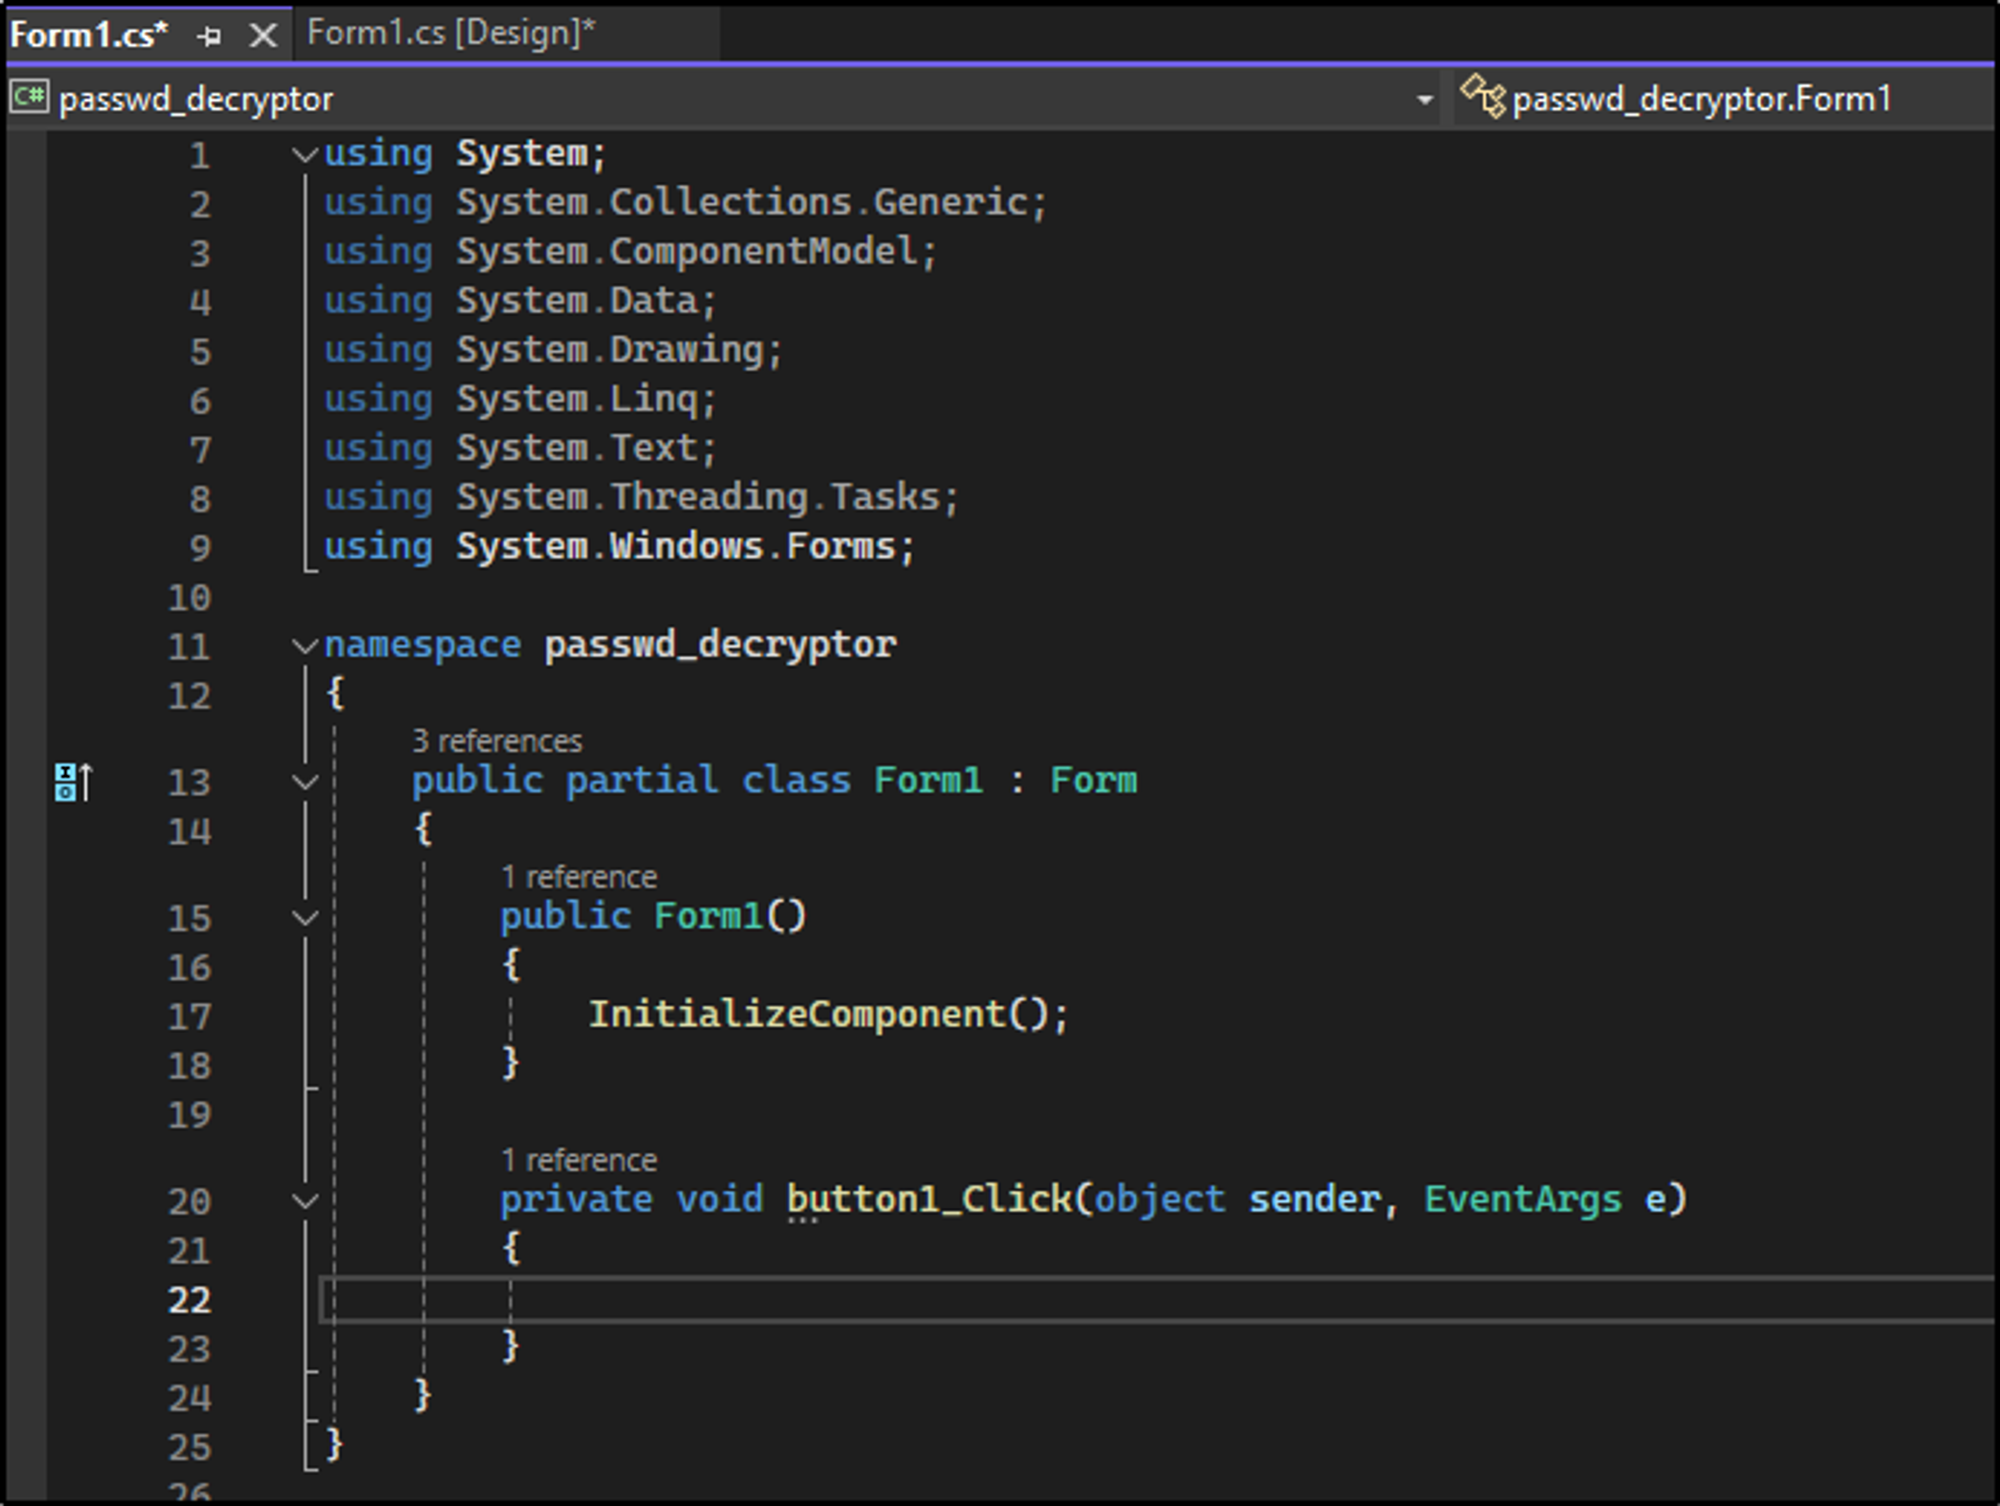 Form1.cs* Form1.cs [Design]*
C# passwd_decryptor passwd_decryptor.Form1
1 using System;
2 using System.Collections.Generic;
3 using System.ComponentModel;
4 using System.Data;
5 using System.Drawing;
6 using System.Linq;
7 using System.Text;
8 using System.Threading.Tasks;
9 using System.Windows.Forms;
10
11 namespace passwd_decryptor
12 {
3 references
13 public partial class Form1 : Form
14 {
1 reference
15 public Form1()
16 {
17 InitializeComponent();
18 }
19
1 reference
20 private void button1_Click(object sender, EventArgs e)
21 {
22
23 }
24 }
25 }
26